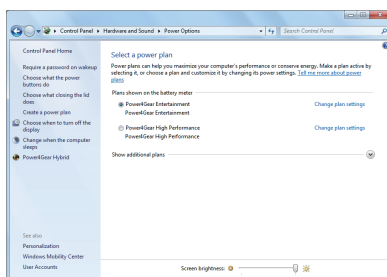 Control Panel ▸ Hardware and Sound ▸ Power Options
Search Control Panel
Control Panel Home
Require a password on wakeup
Choose what the power
buttons do
Choose what closing the lid
does
Create a power plan
Choose when to turn off the
display
Change when the computer
sleeps
Power4Gear Hybrid
See also
Personalization
Windows Mobility Center
User Accounts
Select a power plan
Power plans can help you maximize your computer's performance or conserve energy. Make a plan active by
selecting it, or choose a plan and customize it by changing its power settings. Tell me more about power
plans
Plans shown on the battery meter
Power4Gear Entertainment Change plan settings
Power4Gear Entertainment
Power4Gear High Performance Change plan settings
Power4Gear High Performance
Show additional plans
Screen brightness: